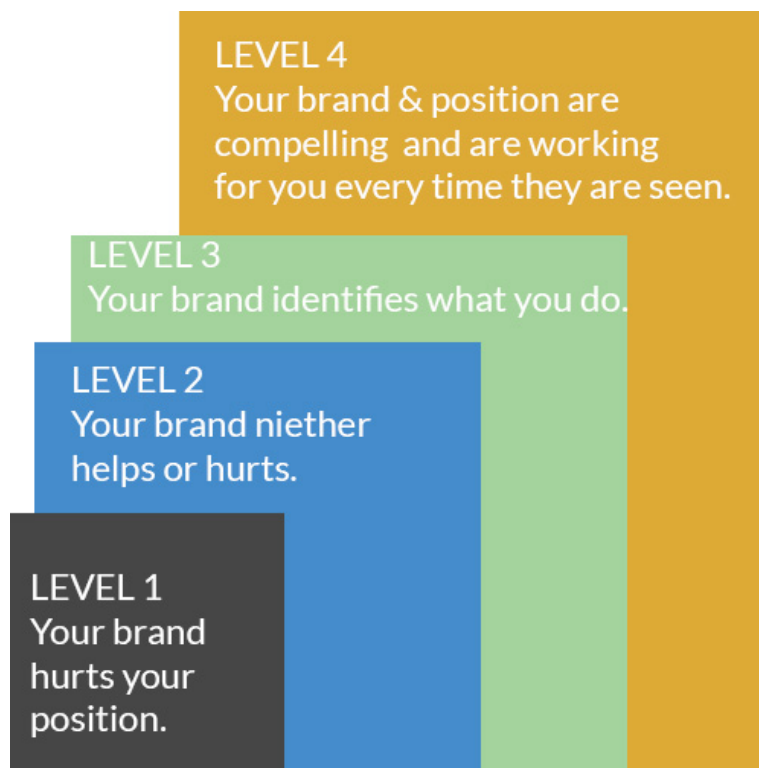 LEVEL 4
Your brand & position are
compelling and are working
for you every time they are seen.
LEVEL 3
Your brand identifies what you do.
LEVEL 2
Your brand niether
helps or hurts.
LEVEL 1
Your brand
hurts your
position.